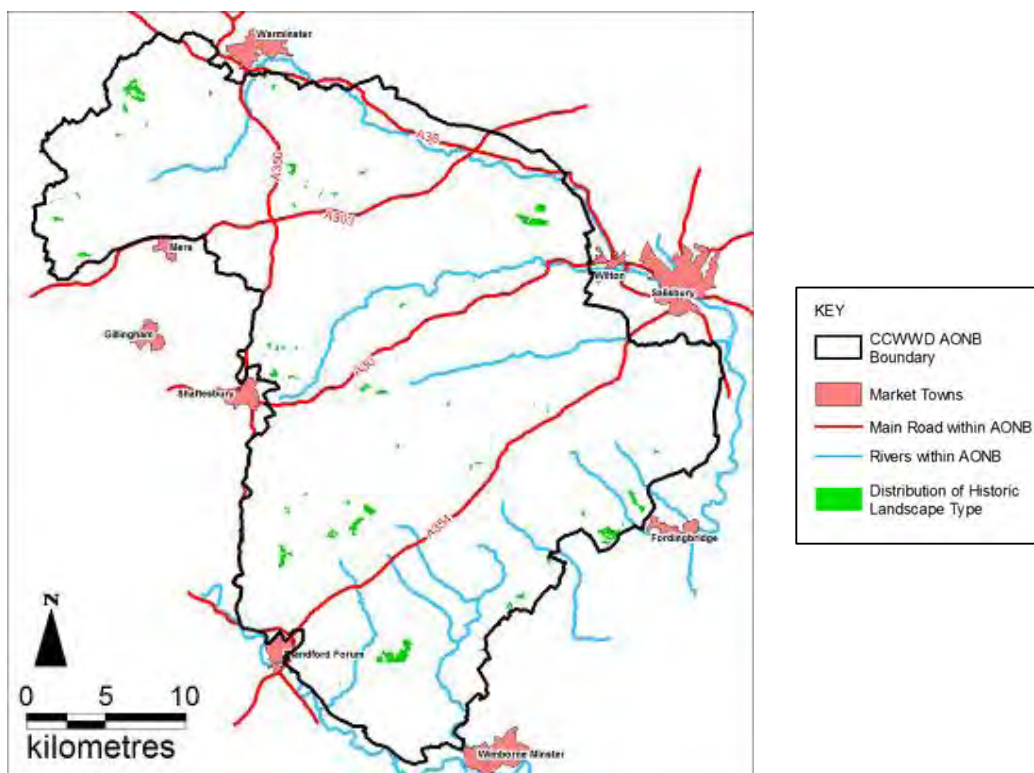 Warminster
A36
A350
A303
Mere
Wilton
Salisbury
Gillingham
Shaftesbury
A30
A354
Fordingbridge
N
Blandford Forum
Wimborne Minster
0 5 10
kilometres
KEY
CCWWD AONB
Boundary
Market Towns
Main Road within AONB
Rivers within AONB
Distribution of Historic
Landscape Type